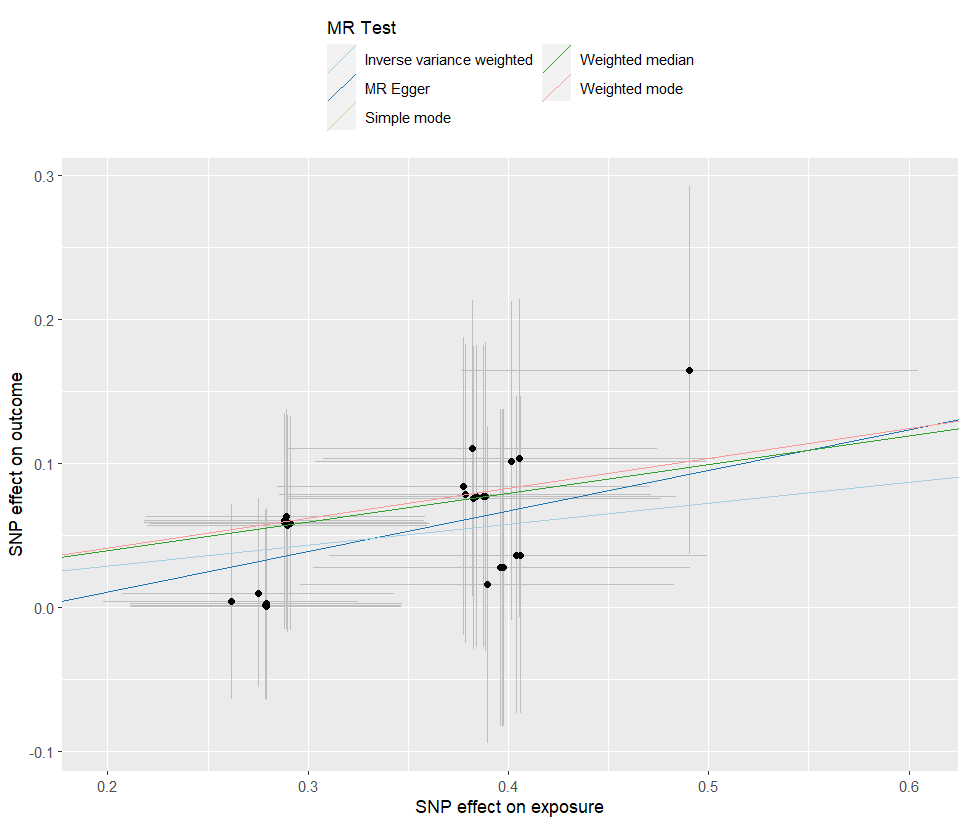 MR Test
Inverse variance weighted
Weighted median
MR Egger
Weighted mode
Simple mode
0.3
0.2
0.1
0.0
-0.1
SNP effect on outcome
0.2 0.3 0.4 0.5 0.6
SNP effect on exposure